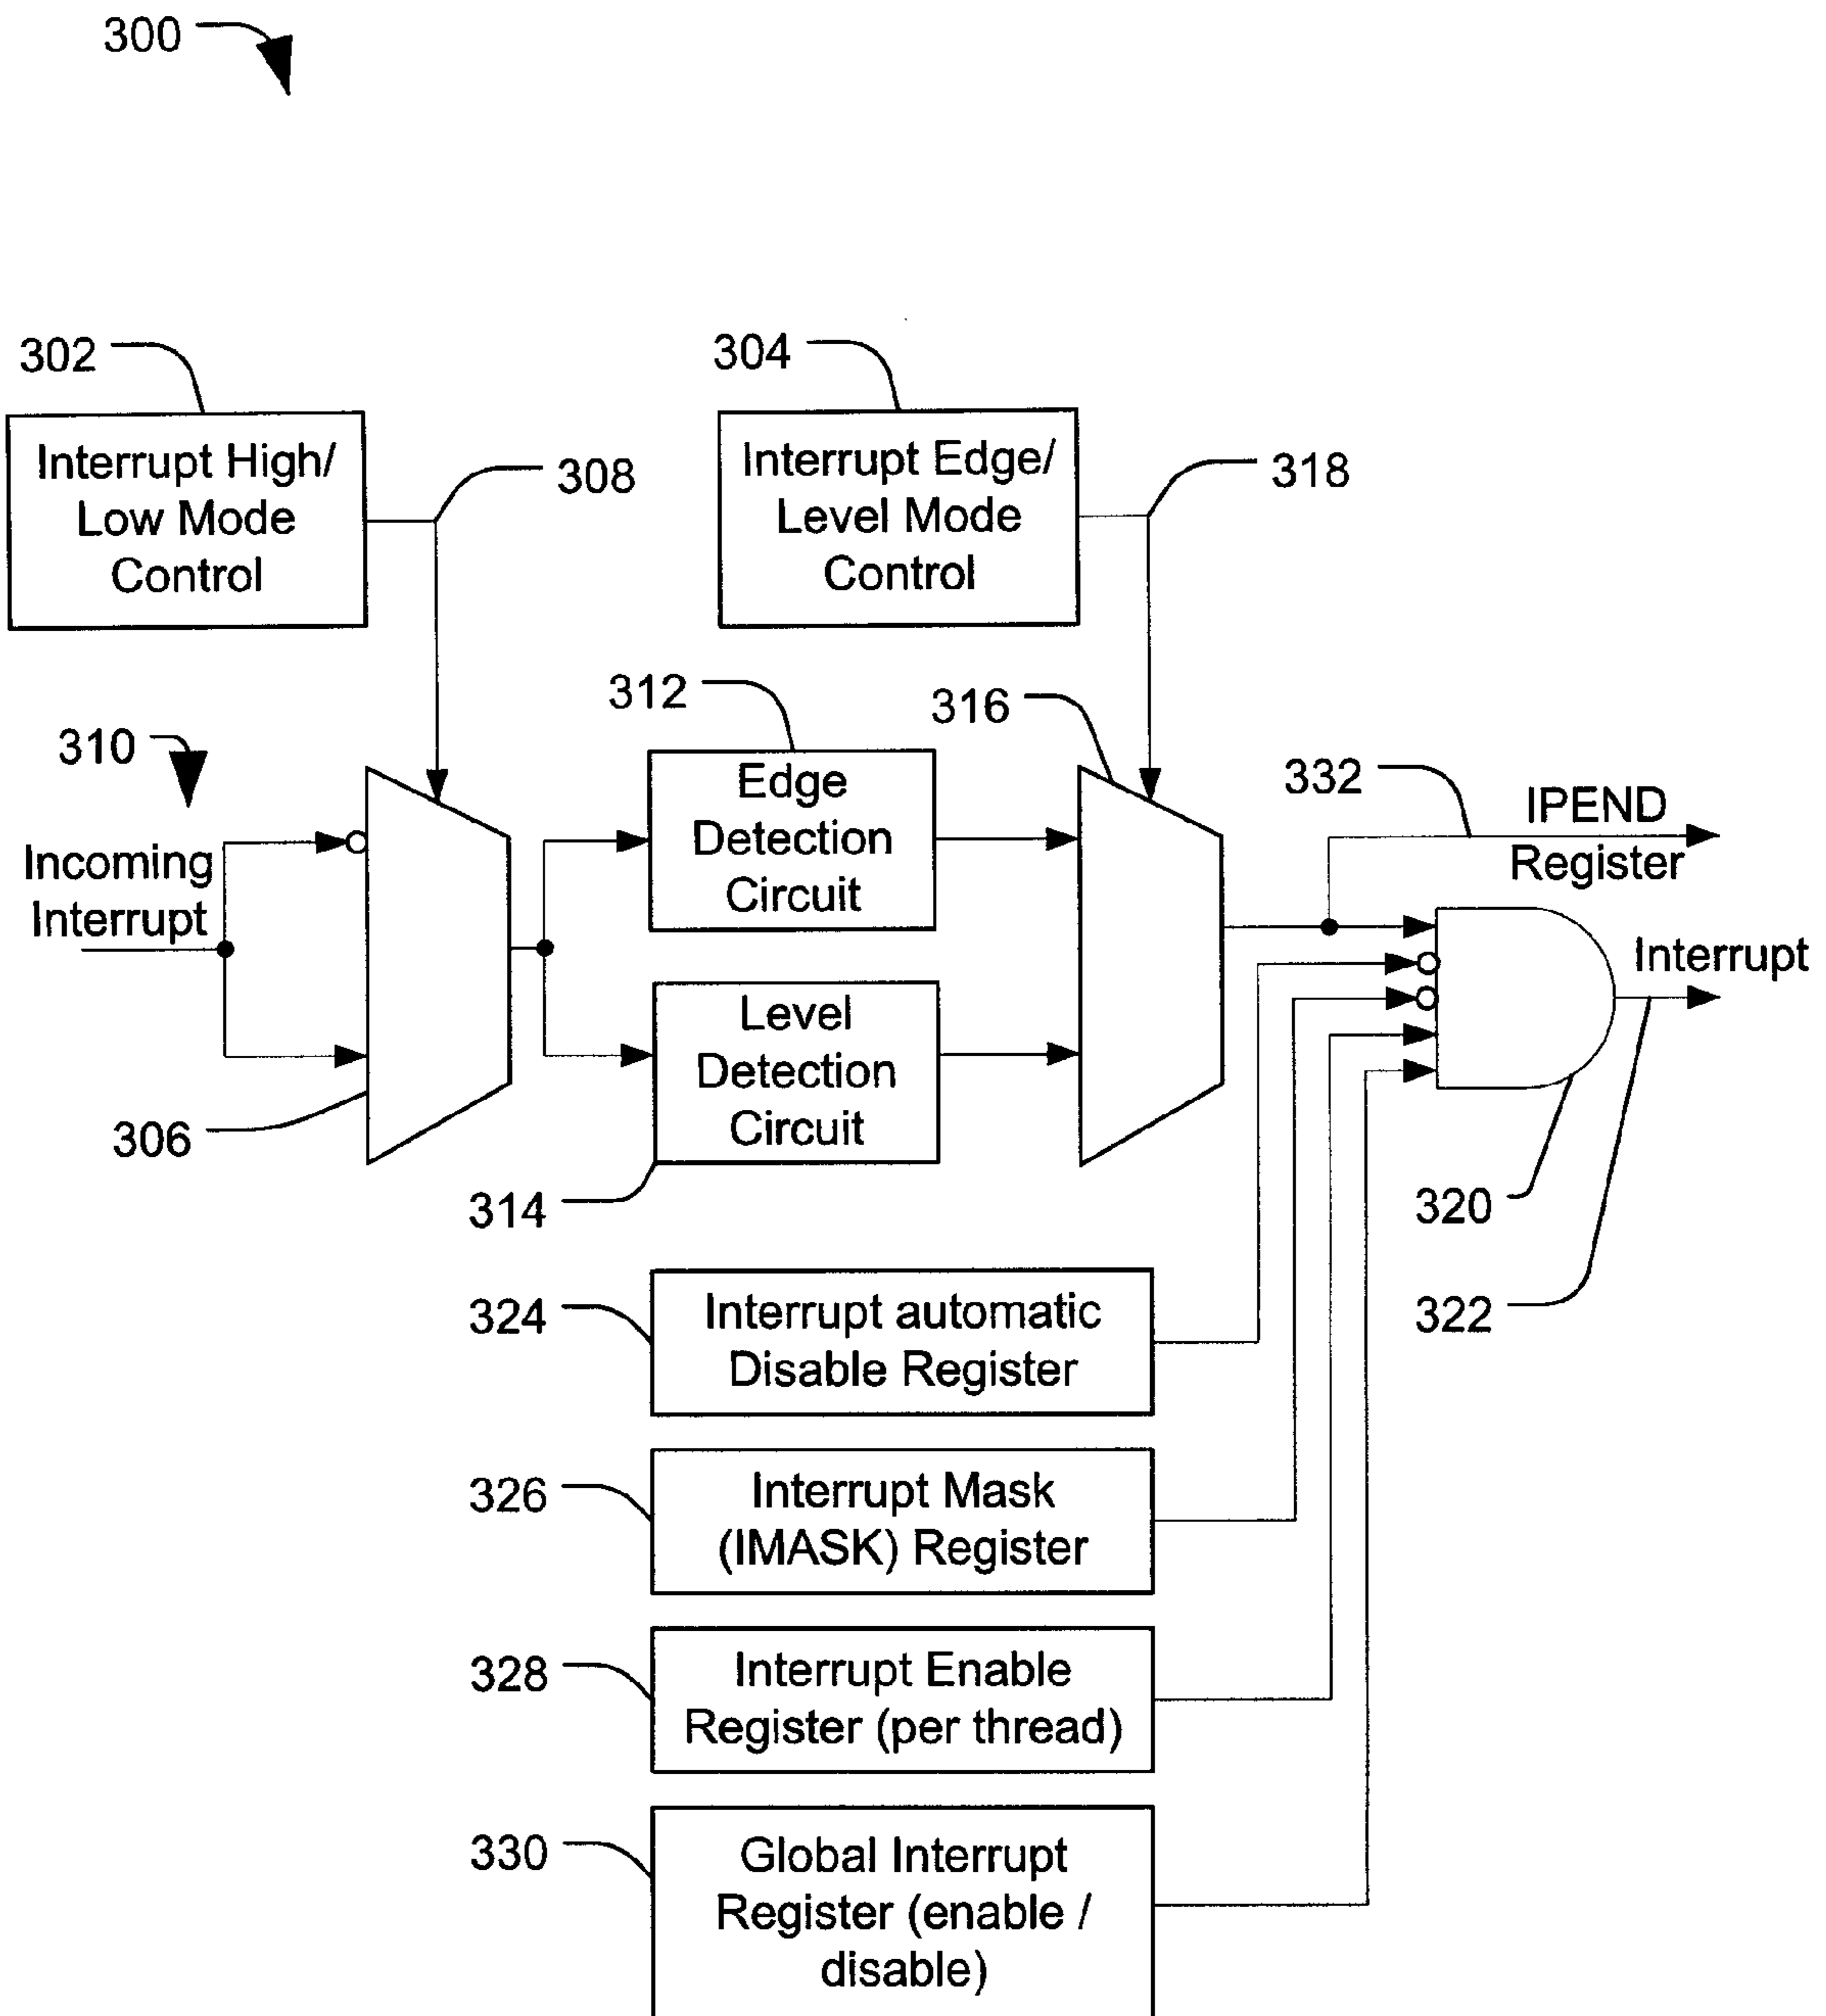 300
302
304
Interrupt High/
Low Mode
Control
308
Interrupt Edge/
Level Mode
Control
318
310
312
316
332
Incoming
Interrupt
Edge
Detection
Circuit
IPEND
Register
Level
Detection
Circuit
Interrupt
306
314
320
322
324
Interrupt automatic
Disable Register
326
Interrupt Mask
(IMASK) Register
328
Interrupt Enable
Register (per thread)
330
Global Interrupt
Register (enable /
disable)